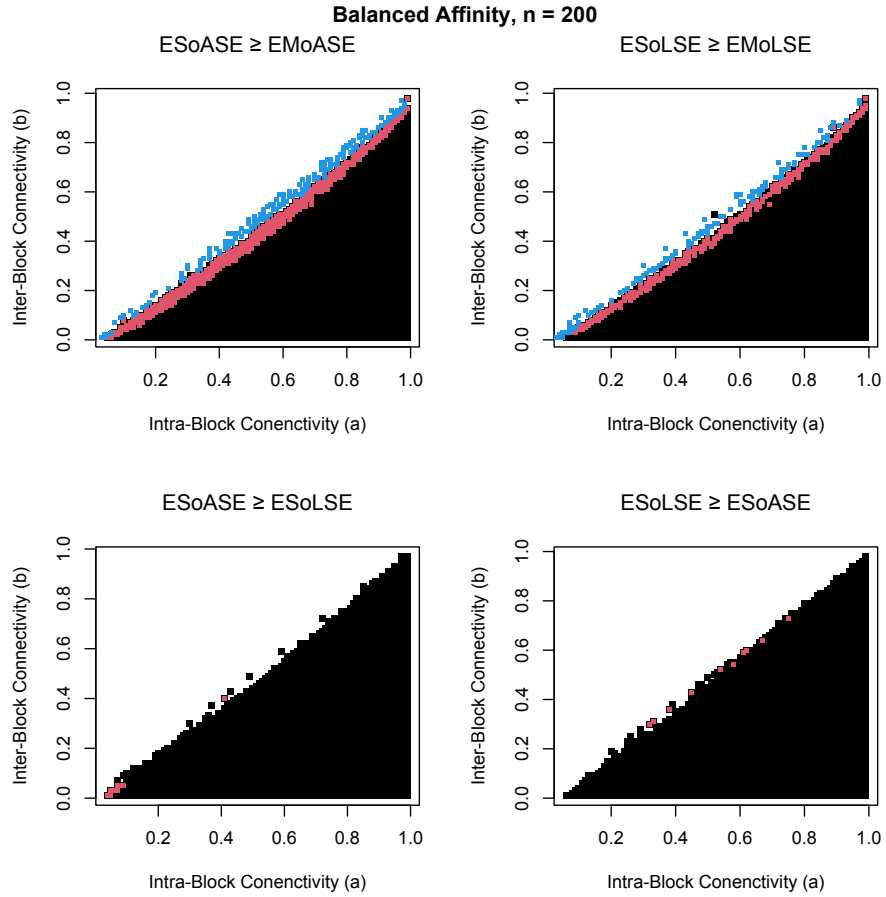 Balanced Affinity, n = 200
ESoASE ≥ EMoASE
Inter-Block Connectivity (b)
0.0 0.2 0.4 0.6 0.8 1.0
0.2 0.4 0.6 0.8 1.0
Intra-Block Conenctivity (a)
ESoLSE ≥ EMoLSE
Inter-Block Connectivity (b)
0.0 0.2 0.4 0.6 0.8 1.0
0.2 0.4 0.6 0.8 1.0
Intra-Block Conenctivity (a)
ESoASE ≥ ESoLSE
Inter-Block Connectivity (b)
0.0 0.2 0.4 0.6 0.8 1.0
0.2 0.4 0.6 0.8 1.0
Intra-Block Conenctivity (a)
ESoLSE ≥ ESoASE
Inter-Block Connectivity (b)
0.0 0.2 0.4 0.6 0.8 1.0
0.2 0.4 0.6 0.8 1.0
Intra-Block Conenctivity (a)